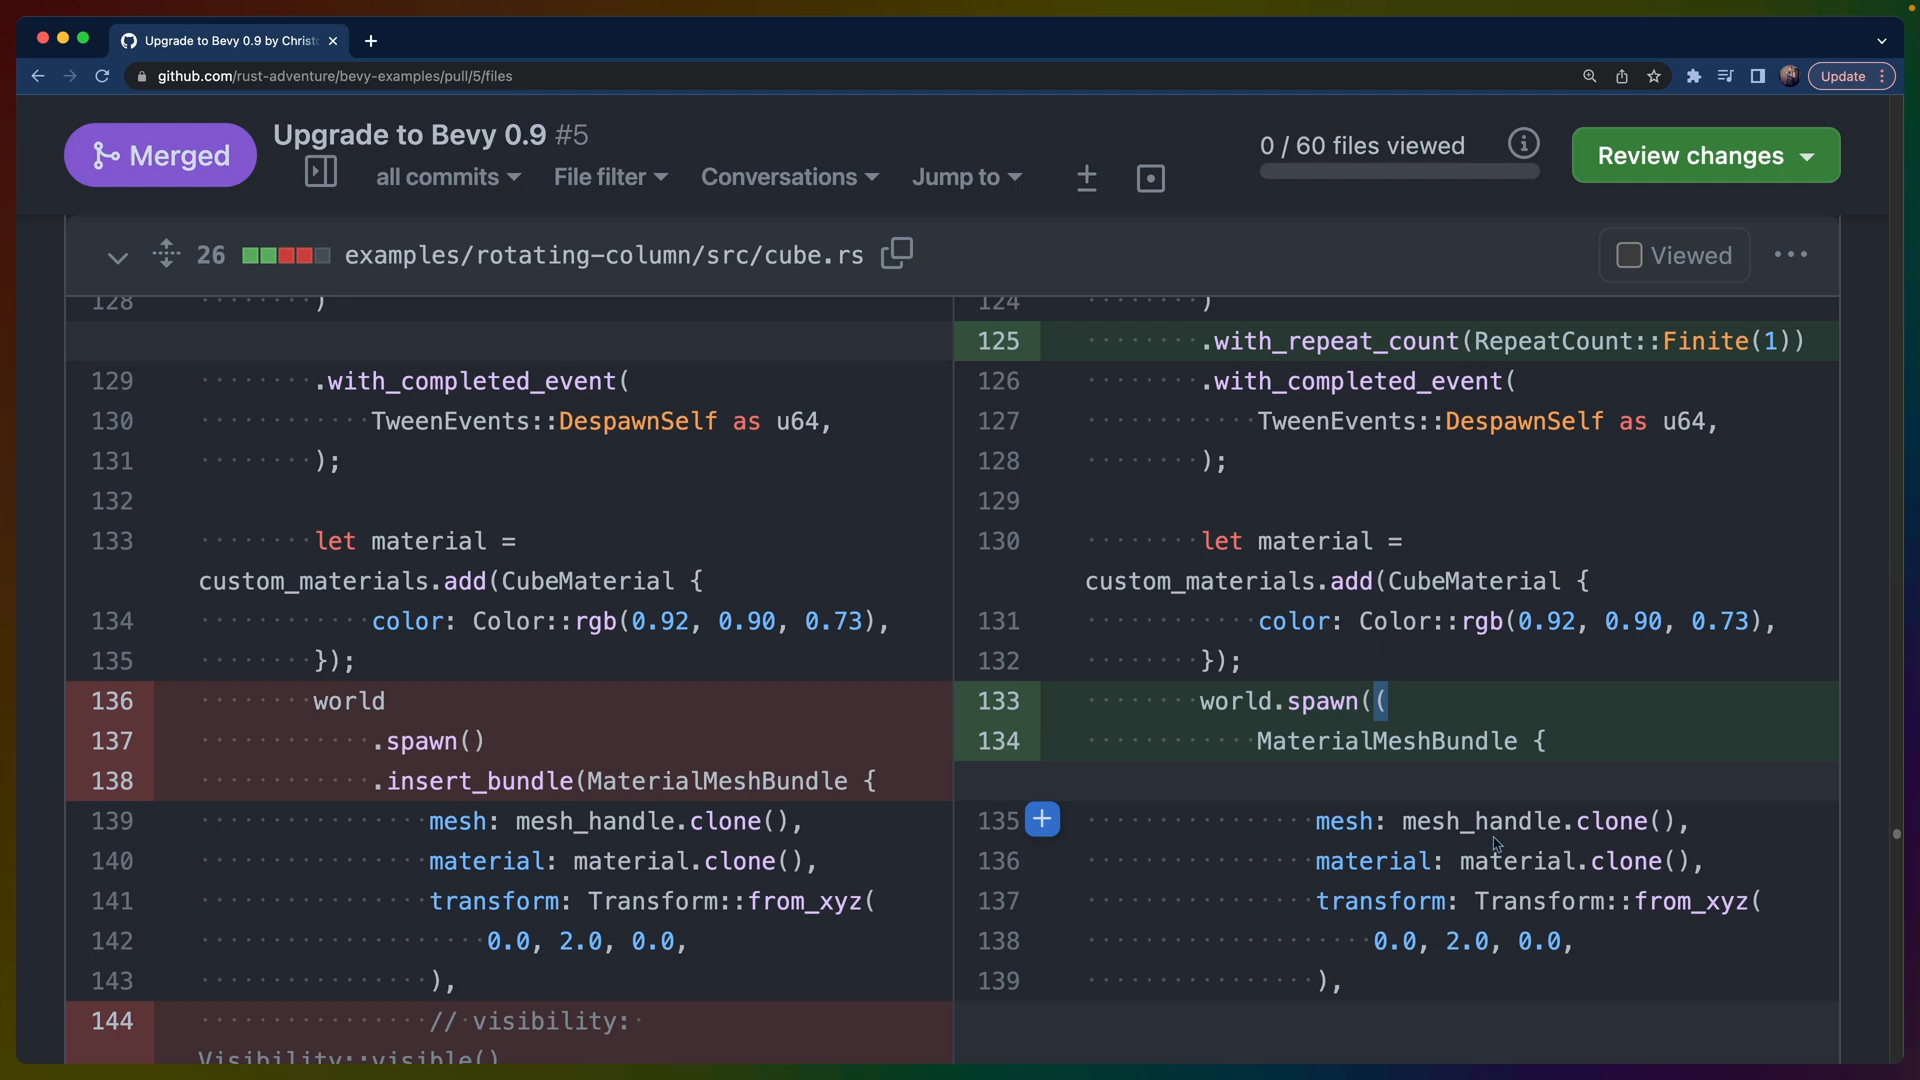 Upgrade to Bevy 0.9 by Christ
github.com/rust-adventure/bevy-examples/pull/5/files
Update
Merged
Upgrade to Bevy 0.9 #5
all commits
File filter
Conversations
Jump to
0 / 60 files viewed
Review changes
26
examples/rotating-column/src/cube.rs
Viewed
128 )
129 .with_completed_event(
130 TweenEvents::DespawnSelf as u64,
131 );
132
133 let material =
custom_materials.add(CubeMaterial {
134 color: Color::rgb(0.92, 0.90, 0.73),
135 });
136 world
137 .spawn()
138 .insert_bundle(MaterialMeshBundle {
139 mesh: mesh_handle.clone(),
140 material: material.clone(),
141 transform: Transform::from_xyz(
142 0.0, 2.0, 0.0,
143 ),
144 // visibility:
Visibility::visible()
124 )
125 .with_repeat_count(RepeatCount::Finite(1))
126 .with_completed_event(
127 TweenEvents::DespawnSelf as u64,
128 );
129
130 let material =
custom_materials.add(CubeMaterial {
131 color: Color::rgb(0.92, 0.90, 0.73),
132 });
133 world.spawn((
134 MaterialMeshBundle {
135 mesh: mesh_handle.clone(),
136 material: material.clone(),
137 transform: Transform::from_xyz(
138 0.0, 2.0, 0.0,
139 ),